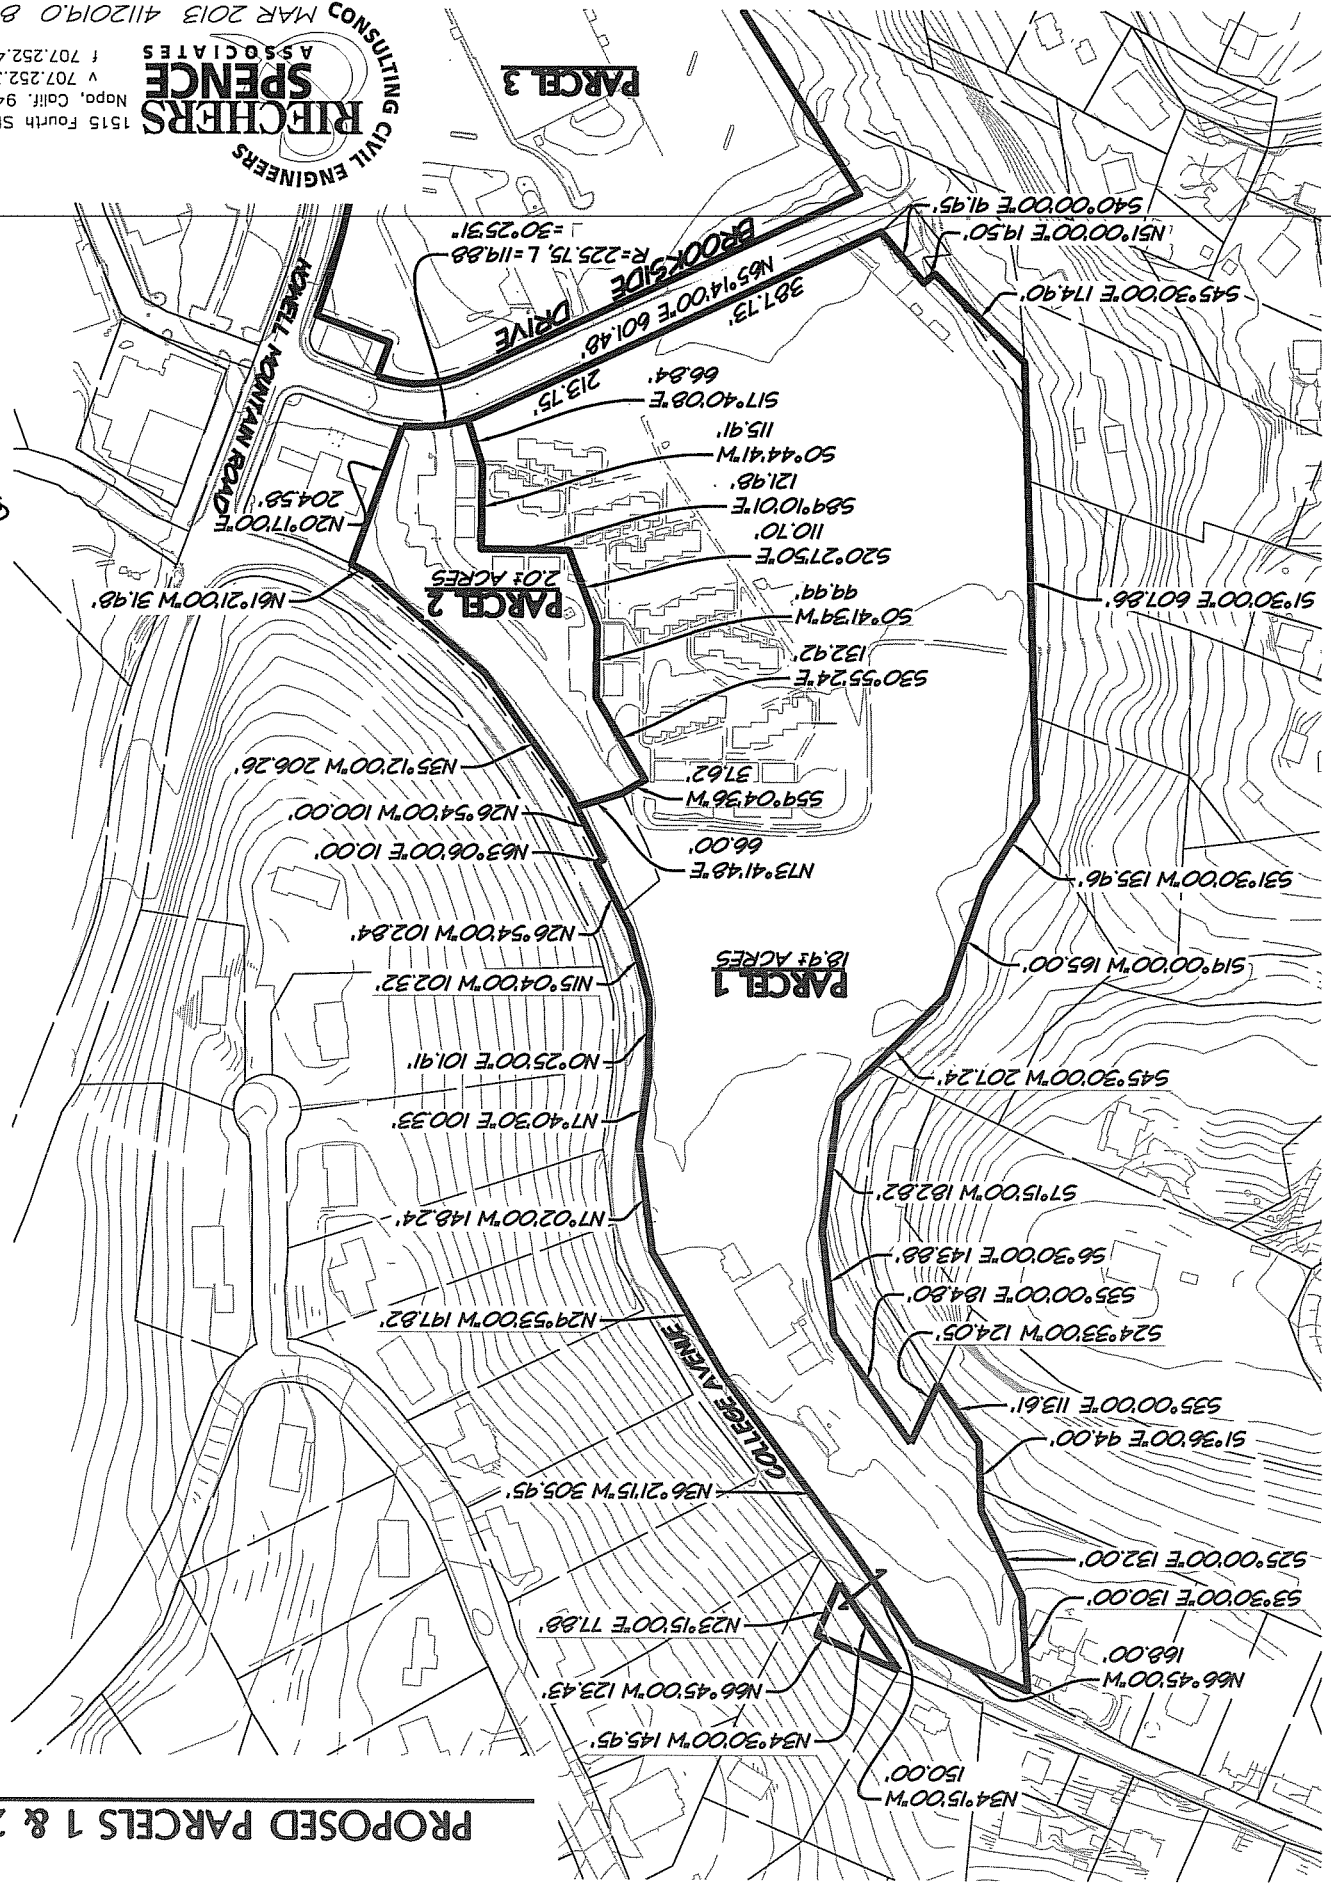 PROPOSED PARCELS 1 &
N34°15'00"W
150.00'
N34°30'00"W 145.95'
N66°45'00"W 123.43'
N23°15'00"E 77.88'
N66°45'00"W
168.00'
S3°30'00"E 130.00'
S25°00'00"E 132.00'
N36°21'15"W 305.95'
COLLEGE AVENUE
S1°36'00"E 94.00'
S35°00'00"E 113.61'
S24°33'00"W 124.05'
S35°00'00"E 184.80'
S6°30'00"E 143.88'
N29°53'00"W 197.82'
N7°02'00"W 148.24'
S7°15'00"W 182.82'
N7°40'30"E 100.33'
N0°25'00"E 101.91'
S45°30'00"W 207.24'
N15°04'00"W 102.32'
N26°54'00"W 102.84'
PARCEL 1
18.9± ACRES
S19°00'00"W 165.00'
S31°30'00"W 135.96'
N73°41'48"E
66.00'
N63°06'00"E 10.00'
N26°54'00"W 100.00'
S59°04'36"W
37.62'
N35°12'00"W 206.26'
S30°55'24"E
132.92'
S0°41'39"W
99.99'
S20°27'50"E
110.70'
S89°10'01"E
121.98'
S0°44'41"W
115.91'
S17°40'08"E
66.84'
PARCEL 2
2.0± ACRES
N61°21'00"W 31.98'
N20°17'00"E
204.58'
HOWELL MOUNTAIN ROAD
S1°30'00"E 607.86'
213.75'
387.73'
N65°14'00"E 601.48'
BROOKSIDE
DRIVE
R=225.75, L=119.88
=30°25'31"
S45°30'00"E 174.90'
N51°00'00"E 19.50'
S40°00'00"E 91.95'
PARCEL 3
CONSULTING CIVIL ENGINEERS
RIECHERS
SPENCE
ASSOCIATES
1515 Fourth
Napa, Calif.
v 707.252.
f 707.252.
MAR 2013 4112019.0